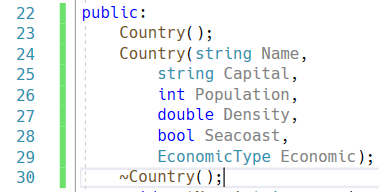 22 public:
23 Country();
24 Country(string Name,
25 string Capital,
26 int Population,
27 double Density,
28 bool Seacoast,
29 EconomicType Economic);
30 ~Country();